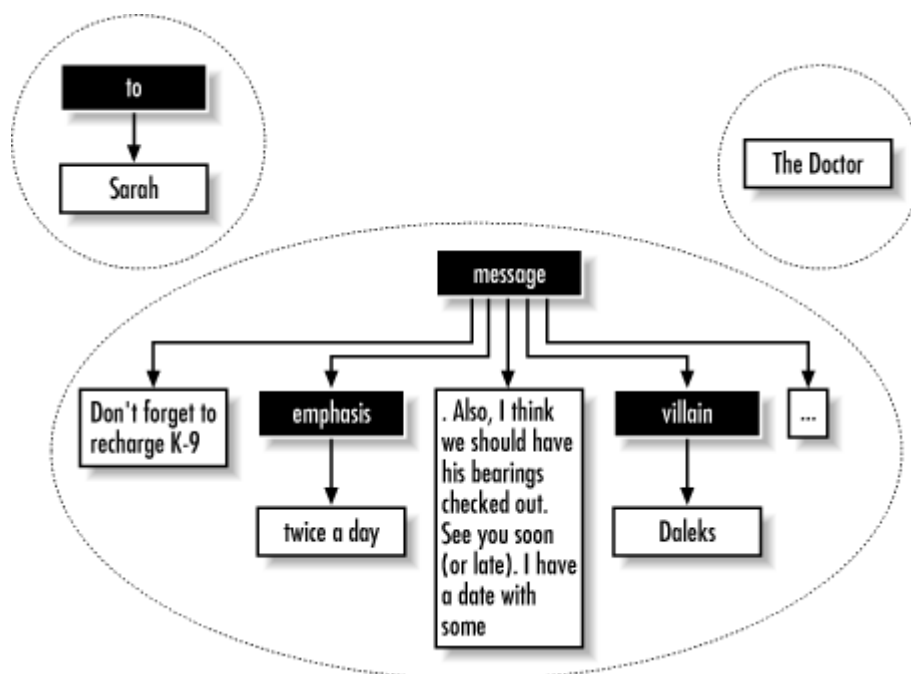 to
Sarah
The Doctor
message
Don't forget to
recharge K-9
emphasis
twice a day
. Also, I think
we should have
his bearings
checked out.
See you soon
(or late). I have
a date with
some
villain
Daleks
...